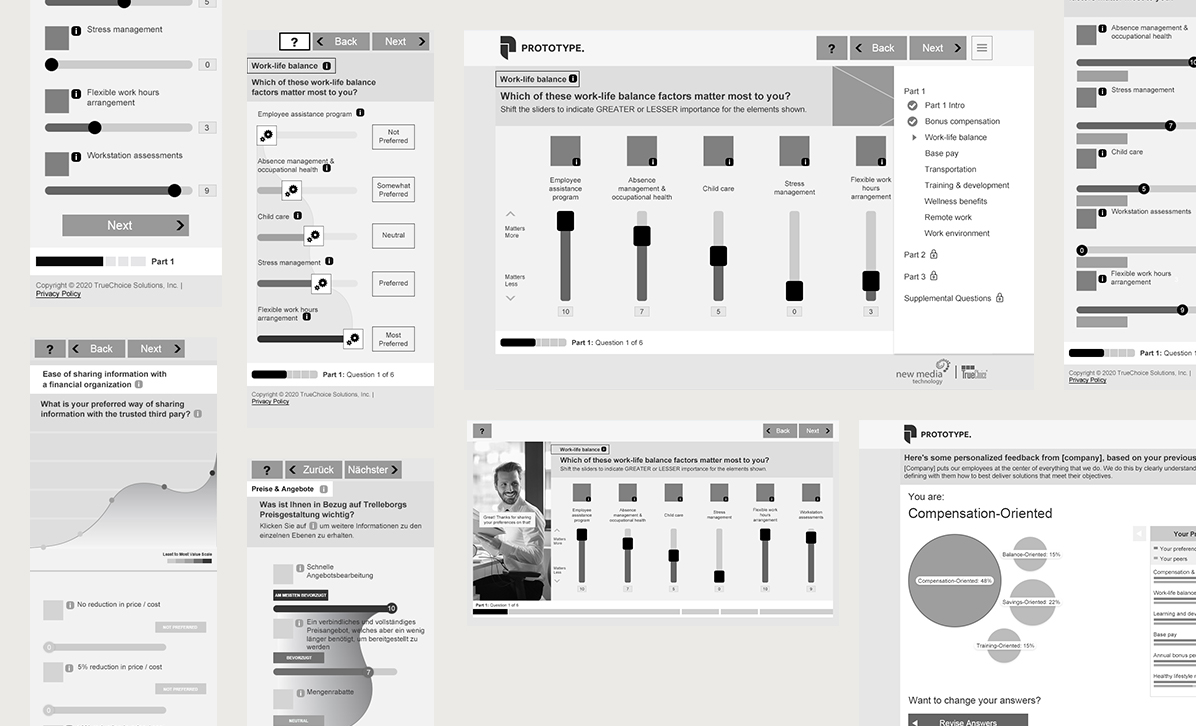 5
Stress management
0
Flexible work hours
arrangement
3
Workstation assessments
9
Next
Part 1
Copyright © 2020 TrueChoice Solutions, Inc. |
Privacy Policy
? Back Next
Ease of sharing information with
a financial organization
What is your preferred way of sharing
information with the trusted third pary?
Least to Most Value Scale
No reduction in price / cost
NOT PREFERRED
0
5% reduction in price / cost
NOT PREFERRED
0
? Back Next
Work-life balance
Which of these work-life balance
factors matter most to you?
Employee assistance program
Not
Preferred
Absence management &
occupational health
Somewhat
Preferred
Child care
Neutral
Stress management
Preferred
Flexible work hours
arrangement
Most
Preferred
Part 1: Question 1 of 6
Copyright © 2020 TrueChoice Solutions, Inc. |
Privacy Policy
? Zurück Nächster
Preise & Angebote
Was ist Ihnen in Bezug auf Trelleborgs
Preisgestaltung wichtig?
Klicken Sie auf i um weitere Informationen zu den
einzelnen Ebenen zu erhalten.
Schnelle
Angebotsbearbeitung
AM MEISTEN BEVORZUGT
10
Ein verbindliches und vollständiges
Preisangebot, welches aber ein wenig
länger benötigt, um bereitgestellt zu
werden
BEVORZUGT
7
Mengenrabatte
NEUTRAL
PROTOTYPE.
? Back Next
Work-life balance
Which of these work-life balance factors matter most to you?
Shift the sliders to indicate GREATER or LESSER importance for the elements shown.
Employee
assistance
program
Absence
management &
occupational health
Child care
Stress
management
Flexible work
hours
arrangement
Matters
More
Matters
Less
10 7 5 0 3
Part 1: Question 1 of 6
Part 1
Part 1 Intro
Bonus compensation
Work-life balance
Base pay
Transportation
Training & development
Wellness benefits
Remote work
Work environment
Part 2
Part 3
Supplemental Questions
new media
technology
TrueChoice
? Back Next
Work-life balance
Which of these work-life balance factors matter most to you?
Shift the sliders to indicate GREATER or LESSER importance for the elements shown.
Great! Thanks for sharing
your preferences on that!
Employee
assistance
program
Absence
management &
occupational health
Child care
Stress
management
Flexible work
hours
arrangement
Workstation
assessments
Matters
More
Matters
Less
Part 1: Question 1 of 6
Absence management &
occupational health
10
Stress management
7
Child care
5
Workstation assessments
0
Flexible work hours
arrangement
9
Part 1: Question 1
Copyright © 2020 TrueChoice Solutions, Inc. |
Privacy Policy
PROTOTYPE.
Here's some personalized feedback from [company], based on your previous
[Company] puts our employees at the center of everything that we do. We do this by clearly understand
defining with them how to best deliver solutions that meet their objectives.
You are:
Compensation-Oriented
Compensation-Oriented: 48%
Balance-Oriented: 15%
Savings-Oriented: 22%
Training-Oriented: 15%
Your P
Your preferenc
Your peers
Compensation &
Work-life balance
Learning and dev
Base pay
Annual bonus pe
Healthy lifestyle i
Want to change your answers?
Revise Answers